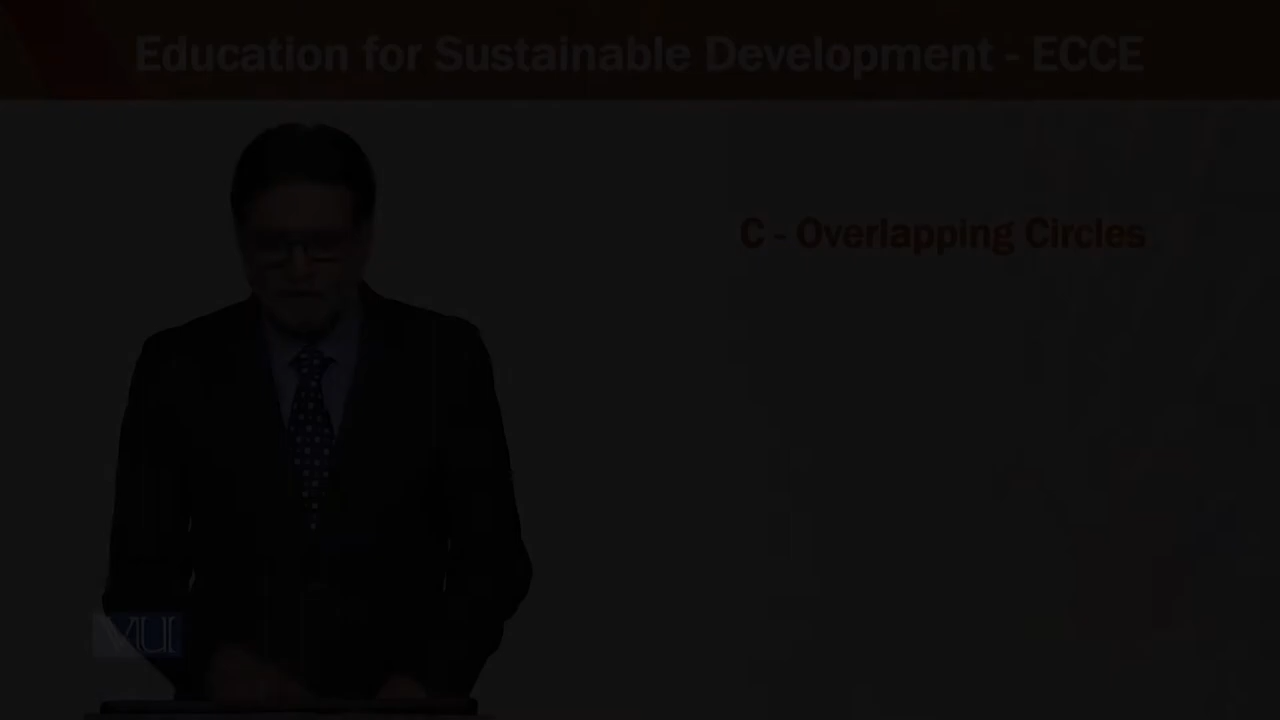 Education for Sustainable Development - ECCE
C - Overlapping Circles